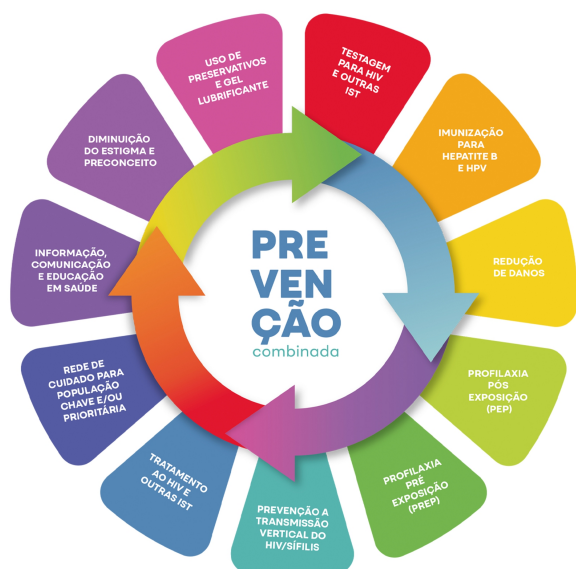 PRE
VEN
ÇÃO
combinada
TESTAGEM
PARA HIV
E OUTRAS
IST
IMUNIZAÇÃO
PARA
HEPATITE B
E HPV
REDUÇÃO
DE DANOS
PROFILAXIA
PÓS
EXPOSIÇÃO
(PEP)
PROFILAXIA
PRÉ
EXPOSIÇÃO
(PREP)
PREVENÇÃO A
TRANSMISSÃO
VERTICAL DO
HIV/SÍFILIS
TRATAMENTO
AO HIV E
OUTRAS IST
REDE DE
CUIDADO PARA
POPULAÇÃO
CHAVE E/OU
PRIORITÁRIA
INFORMAÇÃO,
COMUNICAÇÃO
E EDUCAÇÃO
EM SAÚDE
DIMINUIÇÃO
DO ESTIGMA E
PRECONCEITO
USO DE
PRESERVATIVOS
E GEL
LUBRIFICANTE